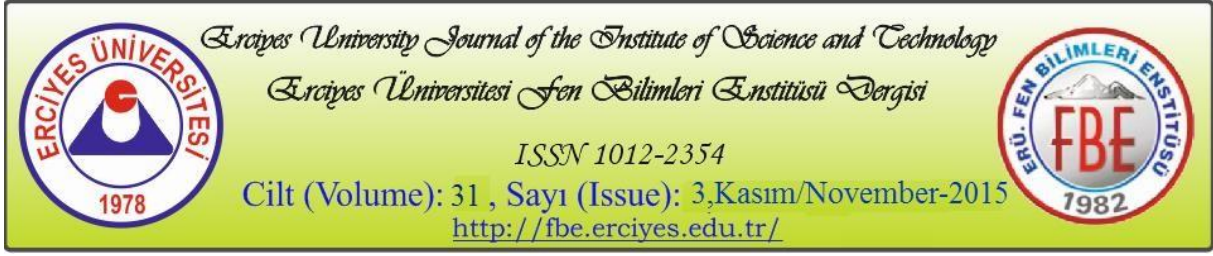 ERCİYES ÜNİVERSİTESİ
1978
Erciyes University Journal of the Institute of Science and Technology
Erciyes Üniversitesi Fen Bilimleri Enstitüsü Dergisi
ISSN 1012-2354
Cilt (Volume): 31 , Sayı (Issue): 3,Kasım/November-2015
http://fbe.erciyes.edu.tr/
ERÜ. FEN BİLİMLERİ ENSTİTÜSÜ
FBE
1982